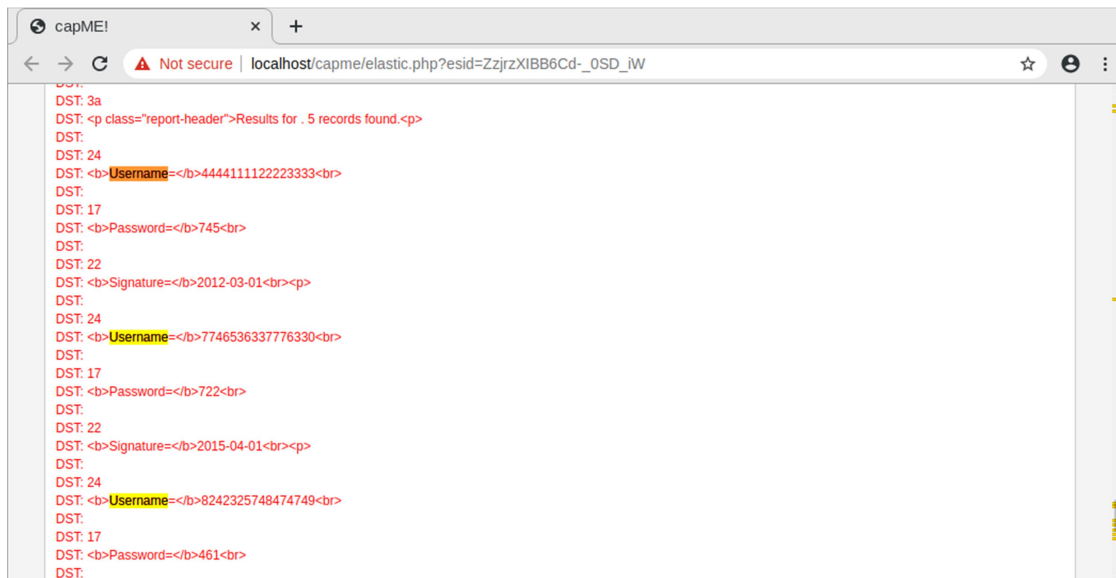 capME!
Not secure localhost/capme/elastic.php?esid=ZzjrzXIBB6Cd-_0SD_iW
DST:
DST: 3a
DST: <p class="report-header">Results for . 5 records found.<p>
DST:
DST: 24
DST: <b>Username=</b>4444111122223333<br>
DST:
DST: 17
DST: <b>Password=</b>745<br>
DST:
DST: 22
DST: <b>Signature=</b>2012-03-01<br><p>
DST:
DST: 24
DST: <b>Username=</b>7746536337776330<br>
DST:
DST: 17
DST: <b>Password=</b>722<br>
DST:
DST: 22
DST: <b>Signature=</b>2015-04-01<br><p>
DST:
DST: 24
DST: <b>Username=</b>8242325748474749<br>
DST:
DST: 17
DST: <b>Password=</b>461<br>
DST: